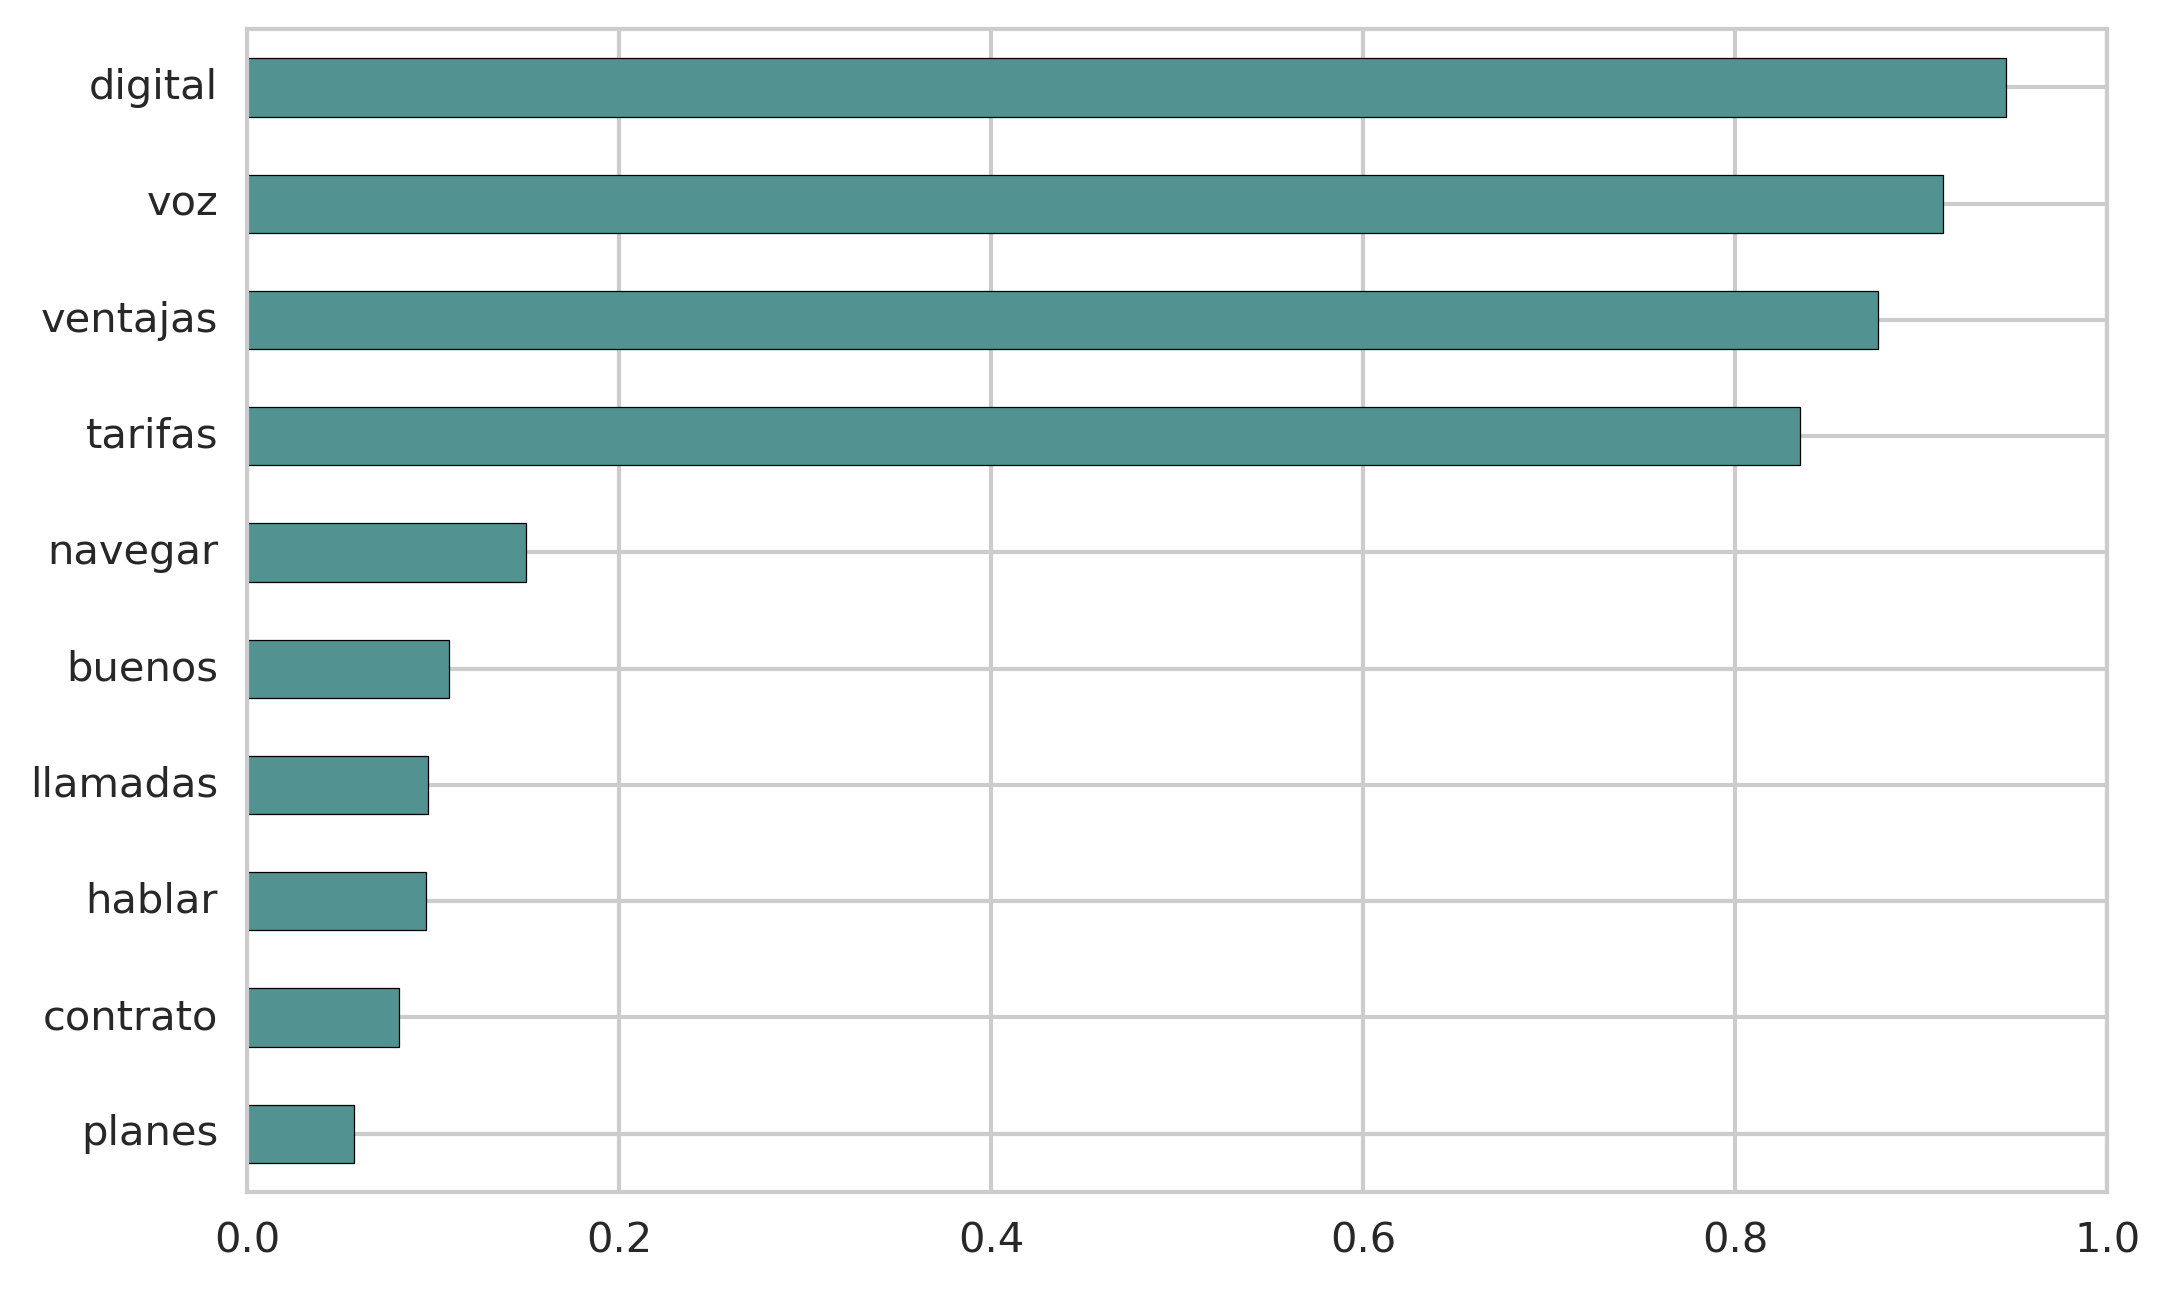 digital
voz
ventajas
tarifas
navegar
buenos
llamadas
hablar
contrato
planes
0.0 0.2 0.4 0.6 0.8 1.0